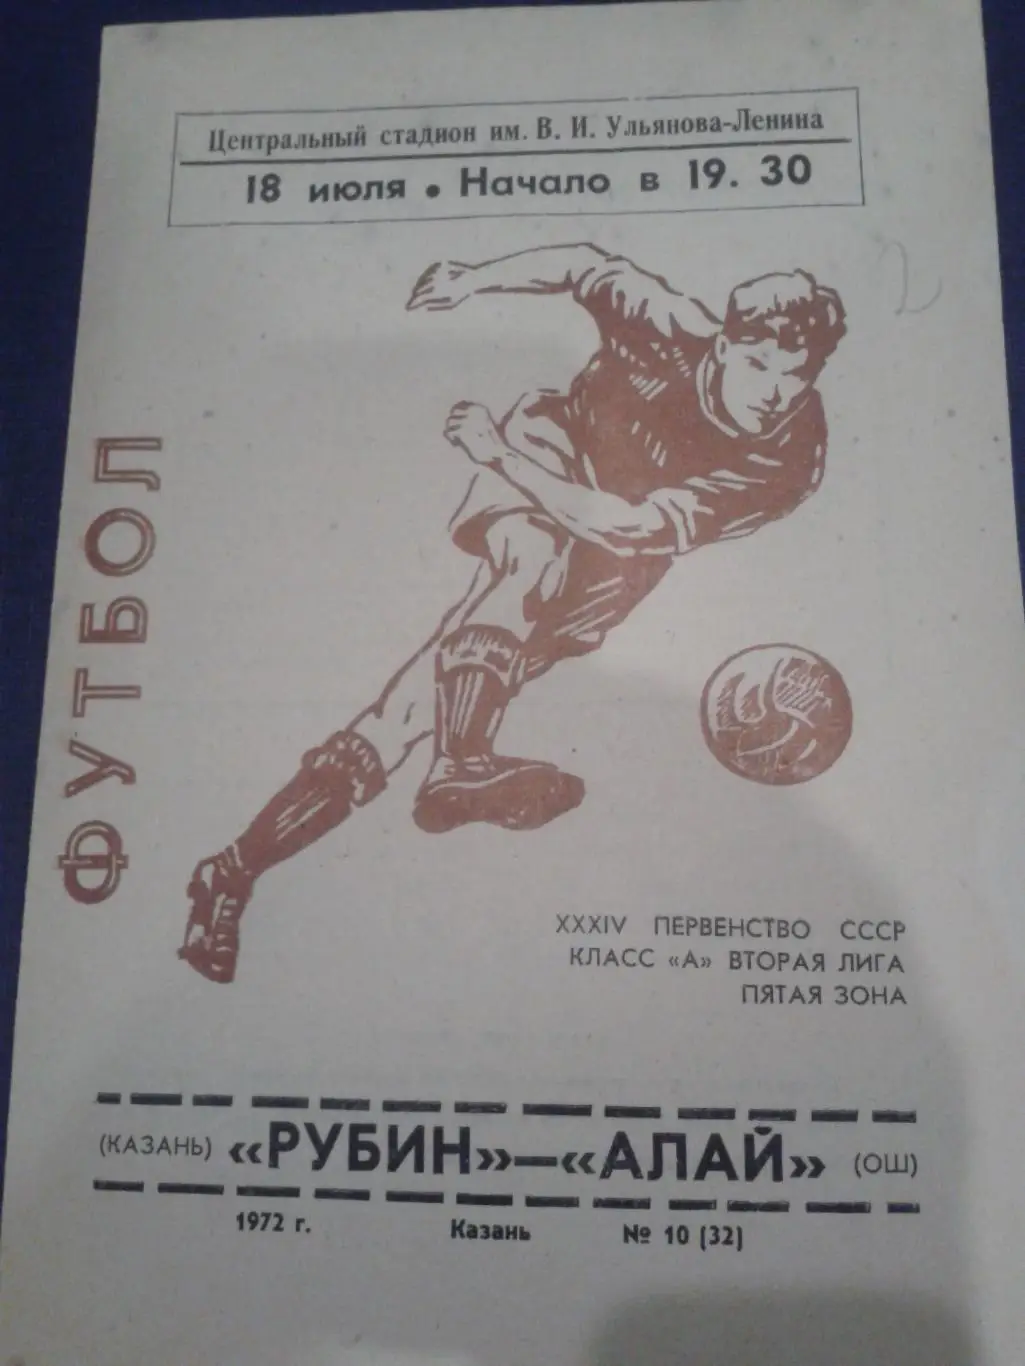 Центральный стадион им. В. И. Ульянова-Ленина
18 июля • Начало в 19. 30
2
ФУТБОЛ
XXXIV ПЕРВЕНСТВО СССР
КЛАСС «А» ВТОРАЯ ЛИГА
ПЯТАЯ ЗОНА
(КАЗАНЬ) «РУБИН»—«АЛАЙ» (ОШ)
1972 г. Казань № 10 (32)